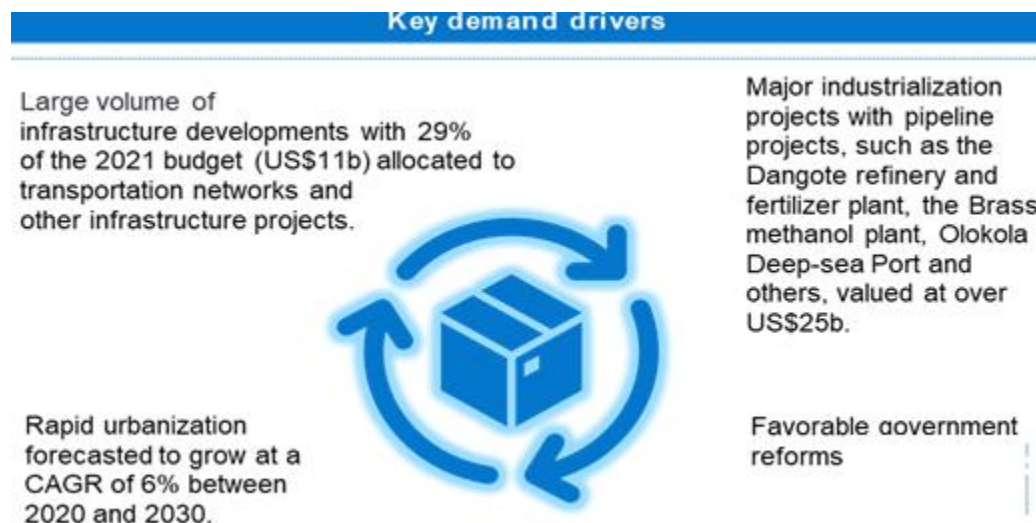 Key demand drivers
Large volume of
infrastructure developments with 29%
of the 2021 budget (US$11b) allocated to
transportation networks and
other infrastructure projects.
Major industrialization
projects with pipeline
projects, such as the
Dangote refinery and
fertilizer plant, the Brass
methanol plant, Olokola
Deep-sea Port and
others, valued at over
US$25b.
Rapid urbanization
forecasted to grow at a
CAGR of 6% between
2020 and 2030.
Favorable government
reforms